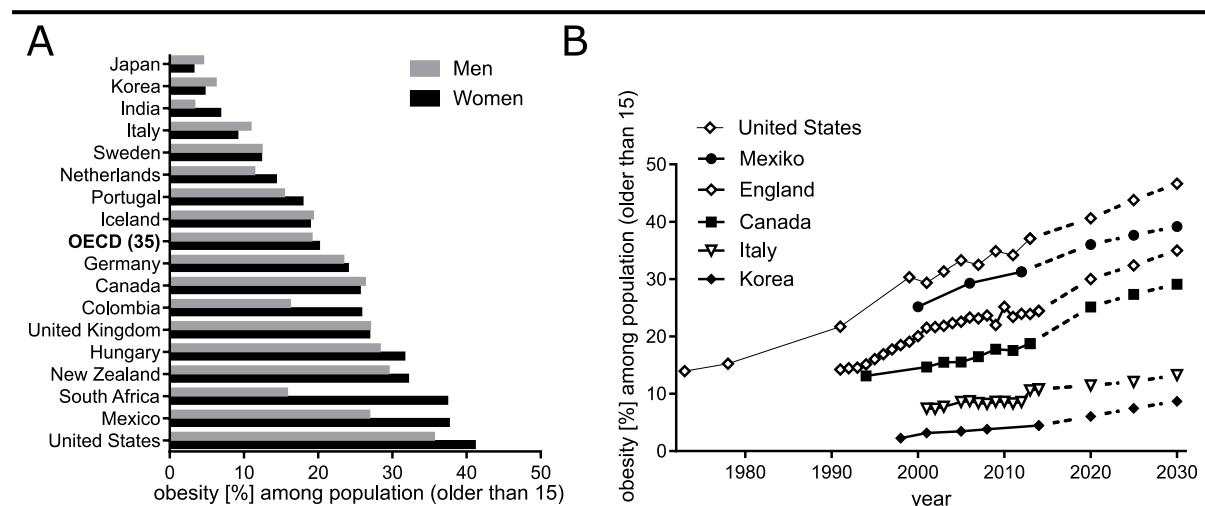 A
Japan
Korea
India
Italy
Sweden
Netherlands
Portugal
Iceland
OECD (35)
Germany
Canada
Colombia
United Kingdom
Hungary
New Zealand
South Africa
Mexico
United States
Men
Women
0 10 20 30 40 50
obesity [%] among population (older than 15)
B
United States
Mexiko
England
Canada
Italy
Korea
obesity [%] among population (older than 15)
50
40
30
20
10
0
1980 1990 2000 2010 2020 2030
year